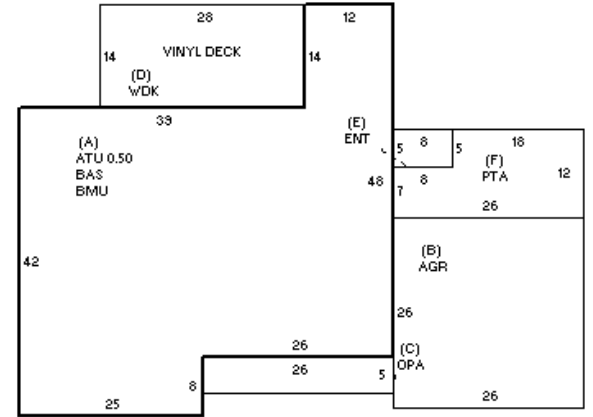 28
12
14
VINYL DECK
14
(D)
WDK
39
(E)
ENT
(A)
ATU 0.50
BAS
BMU
5
8
5
18
(F)
PTA
12
48
8
7
26
42
(B)
AGR
26
26
26
(C)
OPA
5
8
25
26